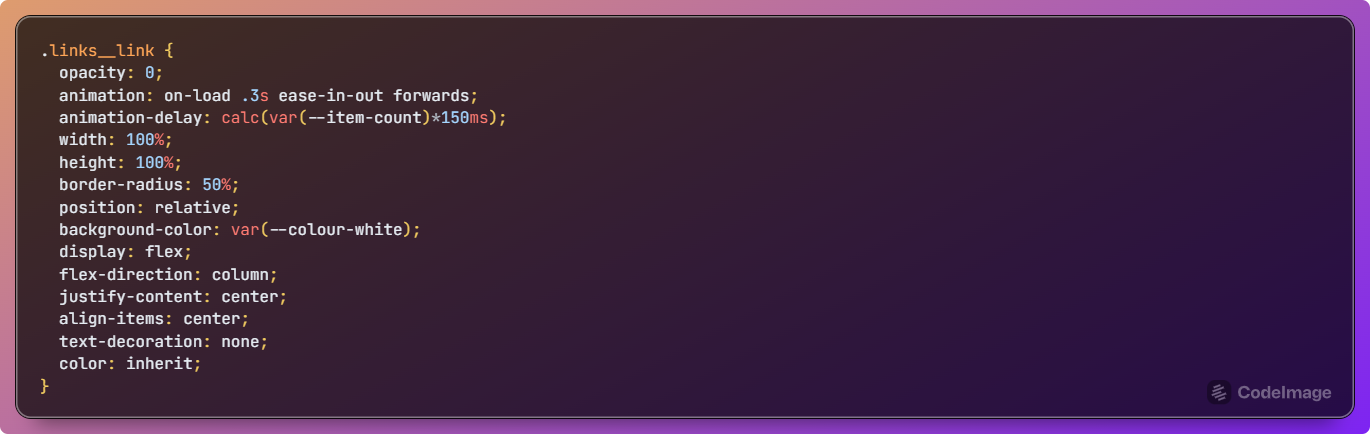 .links__link {
  opacity: 0;
  animation: on-load .3s ease-in-out forwards;
  animation-delay: calc(var(--item-count)*150ms);
  width: 100%;
  height: 100%;
  border-radius: 50%;
  position: relative;
  background-color: var(--colour-white);
  display: flex;
  flex-direction: column;
  justify-content: center;
  align-items: center;
  text-decoration: none;
  color: inherit;
}
CodeImage